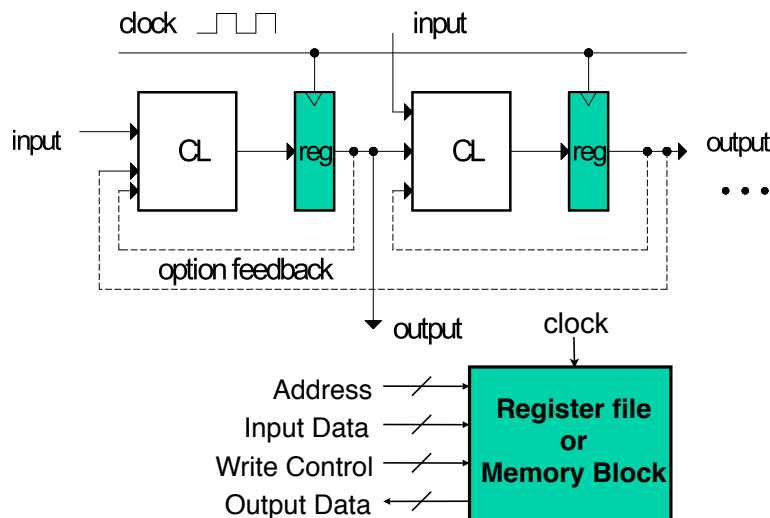 clock
input
input
CL
reg
CL
reg
output
option feedback
output
clock
Address
Input Data
Write Control
Output Data
Register file
or
Memory Block